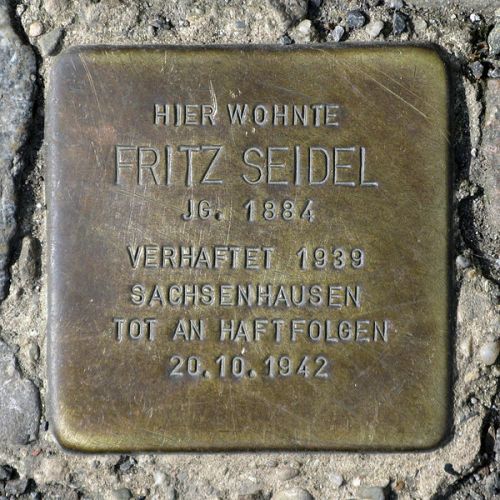 HIER WOHNTE
FRITZ SEIDEL
JG. 1884
VERHAFTET 1939
SACHSENHAUSEN
TOT AN HAFTFOLGEN
20.10.1942